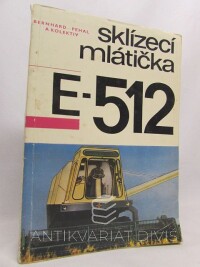 BERNHARD PEHAL
A KOLEKTIV
sklízecí
mlátička
E-512
ANTIKVARIÁT DIVIŠ